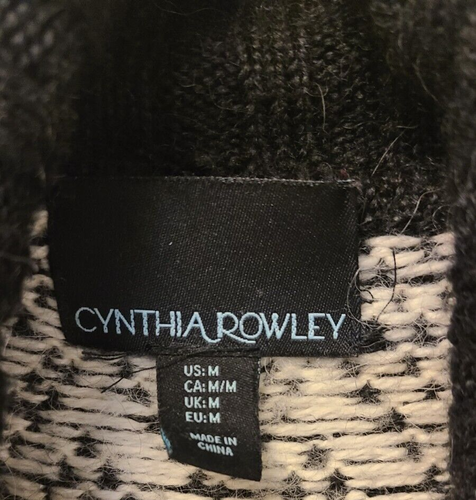 CYNTHIA ROWLEY
US: M
CA: M/M
UK: M
EU: M
MADE IN
CHINA